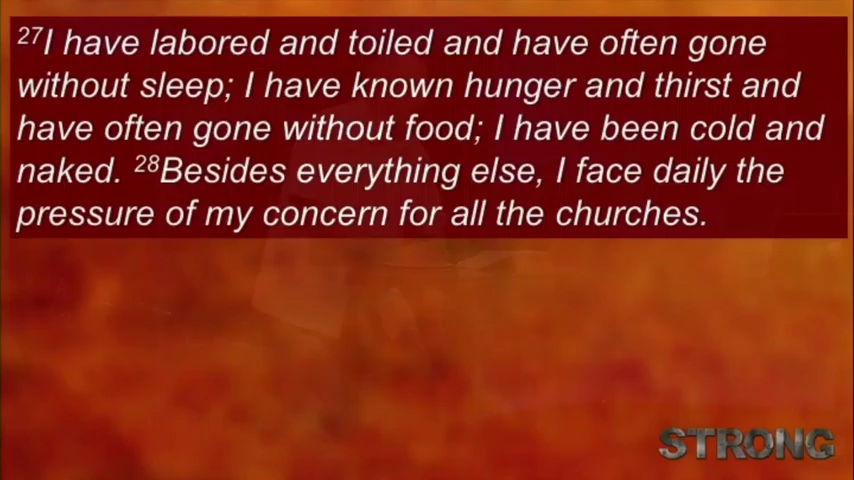 27I have labored and toiled and have often gone
without sleep; I have known hunger and thirst and
have often gone without food; I have been cold and
naked. 28Besides everything else, I face daily the
pressure of my concern for all the churches.
STRONG